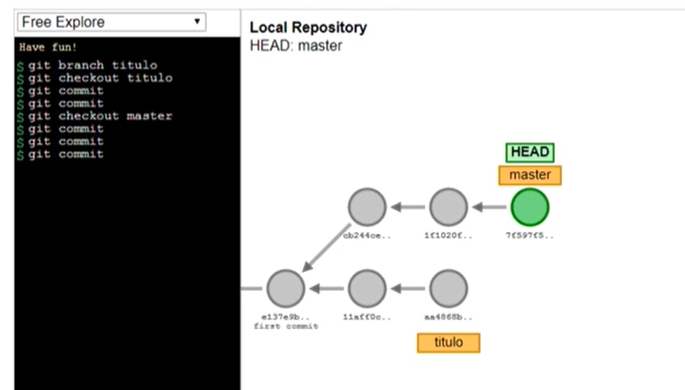 Free Explore
Have fun!
$ git branch titulo
$ git checkout titulo
$ git commit
$ git commit
$ git checkout master
$ git commit
$ git commit
$ git commit
Local Repository
HEAD: master
HEAD
master
cb244ce..
1f1020f..
7f597f5..
e137e9b..
first commit
11aff0c..
aa4868b..
titulo